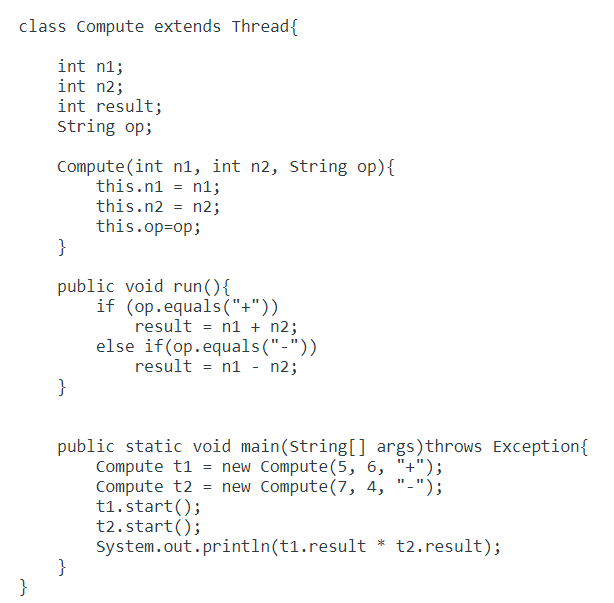 class Compute extends Thread{
int n1;
int n2;
int result;
String op;
Compute(int n1, int n2, String op){
this.n1 = n1;
this.n2 = n2;
this.op=op;
}
public void run(){
if (op.equals("+"))
result = n1 + n2;
else if(op.equals("-"))
result = n1 - n2;
}
public static void main(String[] args)throws Exception{
Compute t1 = new Compute(5, 6, "+");
Compute t2 = new Compute(7, 4, "-");
t1.start();
t2.start();
System.out.println(t1.result * t2.result);
}
}